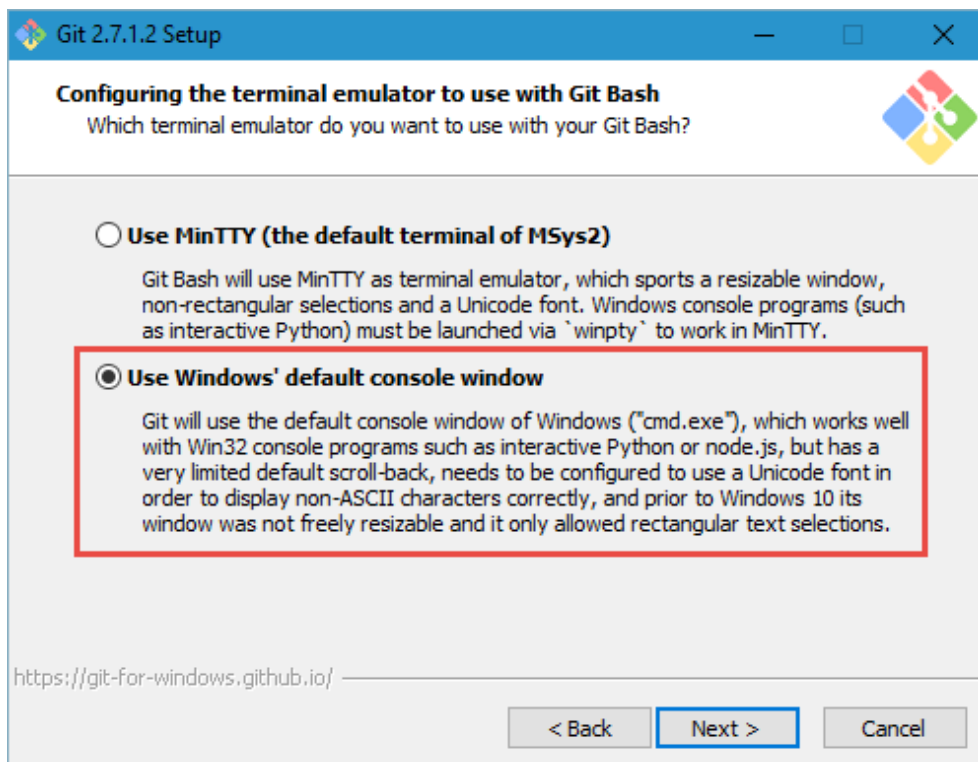 Git 2.7.1.2 Setup
Configuring the terminal emulator to use with Git Bash
Which terminal emulator do you want to use with your Git Bash?
Use MinTTY (the default terminal of MSys2)
Git Bash will use MinTTY as terminal emulator, which sports a resizable window,
non-rectangular selections and a Unicode font. Windows console programs (such
as interactive Python) must be launched via `winpty` to work in MinTTY.
Use Windows' default console window
Git will use the default console window of Windows ("cmd.exe"), which works well
with Win32 console programs such as interactive Python or node.js, but has a
very limited default scroll-back, needs to be configured to use a Unicode font in
order to display non-ASCII characters correctly, and prior to Windows 10 its
window was not freely resizable and it only allowed rectangular text selections.
https://git-for-windows.github.io/
< Back Next > Cancel